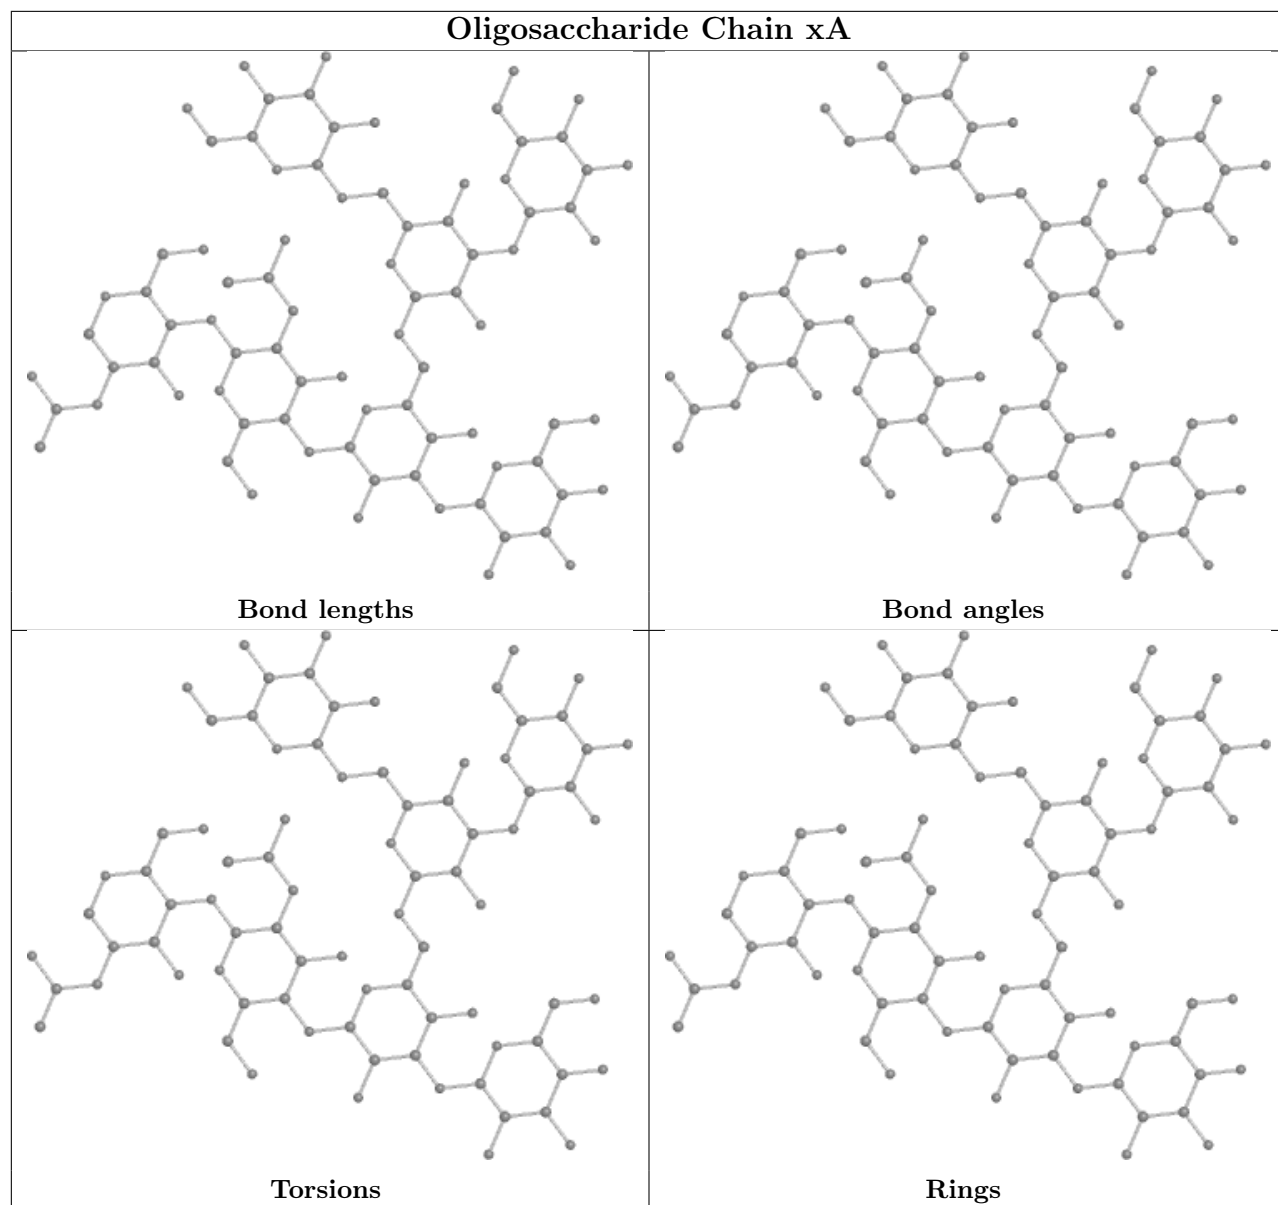 Oligosaccharide Chain xA
Bond lengths
Bond angles
Torsions
Rings